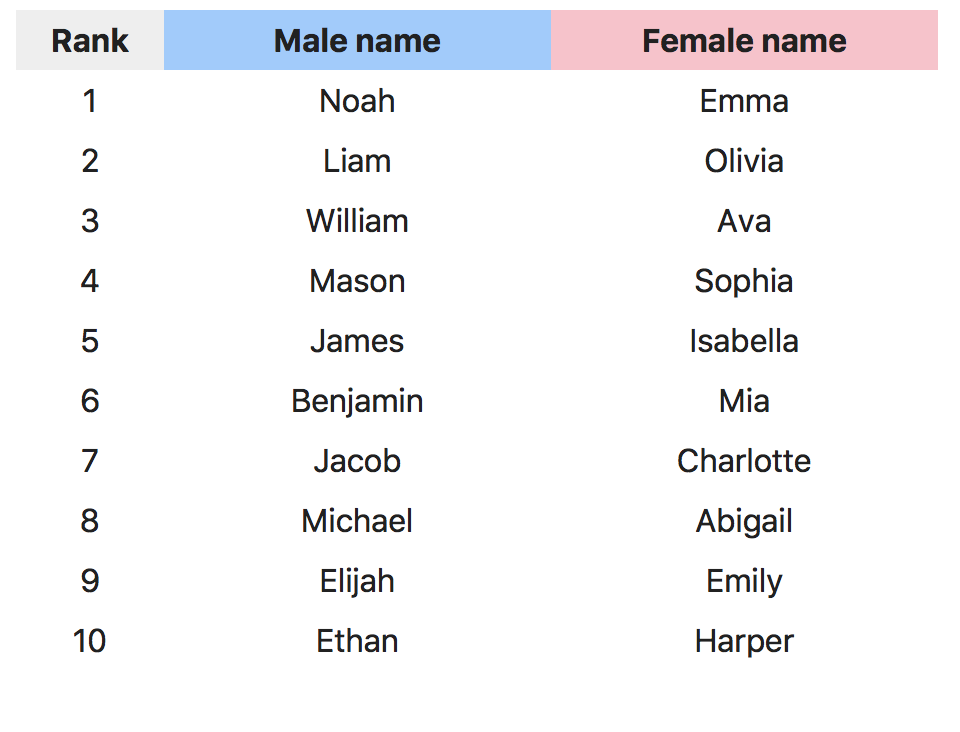 Rank Male name Female name
1 Noah Emma
2 Liam Olivia
3 William Ava
4 Mason Sophia
5 James Isabella
6 Benjamin Mia
7 Jacob Charlotte
8 Michael Abigail
9 Elijah Emily
10 Ethan Harper